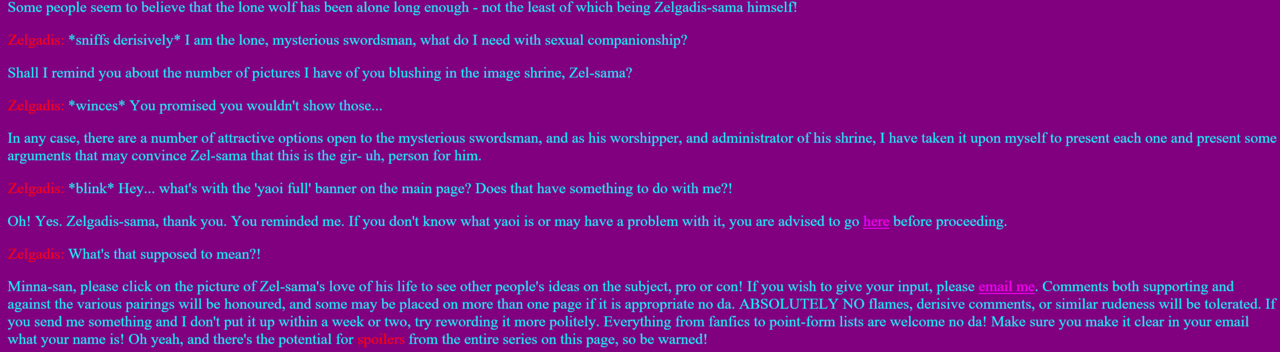 Some people seem to believe that the lone wolf has been alone long enough - not the least of which being Zelgadis-sama himself!
Zelgadis: *sniffs derisively* I am the lone, mysterious swordsman, what do I need with sexual companionship?
Shall I remind you about the number of pictures I have of you blushing in the image shrine, Zel-sama?
Zelgadis: *winces* You promised you wouldn't show those...
In any case, there are a number of attractive options open to the mysterious swordsman, and as his worshipper, and administrator of his shrine, I have taken it upon myself to present each one and present some
arguments that may convince Zel-sama that this is the gir- uh, person for him.
Zelgadis: *blink* Hey... what's with the 'yaoi full' banner on the main page? Does that have something to do with me?!
Oh! Yes. Zelgadis-sama, thank you. You reminded me. If you don't know what yaoi is or may have a problem with it, you are advised to go here before proceeding.
Zelgadis: What's that supposed to mean?!
Minna-san, please click on the picture of Zel-sama's love of his life to see other people's ideas on the subject, pro or con! If you wish to give your input, please email me. Comments both supporting and
against the various pairings will be honoured, and some may be placed on more than one page if it is appropriate no da. ABSOLUTELY NO flames, derisive comments, or similar rudeness will be tolerated. If
you send me something and I don't put it up within a week or two, try rewording it more politely. Everything from fanfics to point-form lists are welcome no da! Make sure you make it clear in your email
what your name is! Oh yeah, and there's the potential for spoilers from the entire series on this page, so be warned!